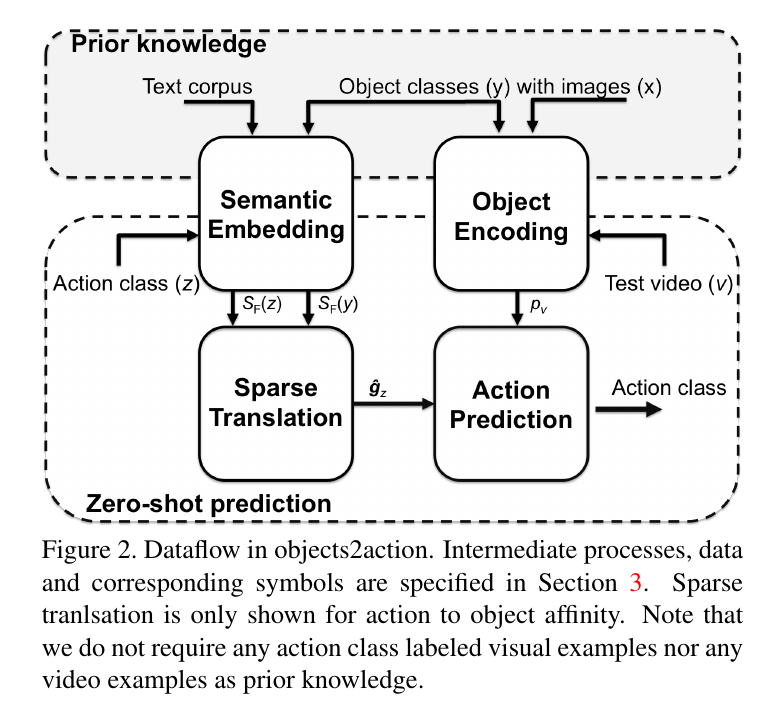 Prior knowledge
Text corpus
Object classes (y) with images (x)
Semantic
Embedding
Object
Encoding
Action class (z)
Test video (v)
S_F(z)
S_F(y)
p_v
Sparse
Translation
ĝ_z
Action
Prediction
Action class
Zero-shot prediction
Figure 2. Dataflow in objects2action. Intermediate processes, data
and corresponding symbols are specified in Section 3. Sparse
tranlsation is only shown for action to object affinity. Note that
we do not require any action class labeled visual examples nor any
video examples as prior knowledge.